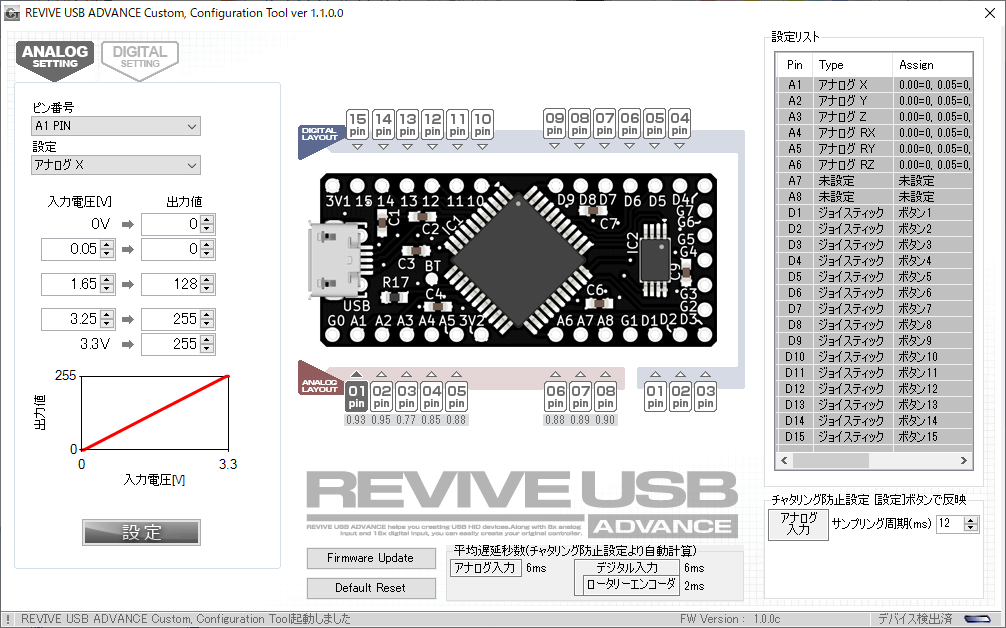 REVIVE USB ADVANCE Custom, Configuration Tool ver 1.1.0.0
ANALOG
SETTING
DIGITAL
SETTING
ピン番号
A1 PIN
設定
アナログ X
入力電圧[V] 出力値
0V 0
0.05 0
1.65 128
3.25 255
3.3V 255
255
出力値
0
0 3.3
入力電圧[V]
設定
DIGITAL
LAYOUT
15 14 13 12 11 10 09 08 07 06 05 04
pin pin pin pin pin pin pin pin pin pin pin pin
3V1 15 14 13 12 11 10 D9 D8 D7 D6 D5 D4
C1 C2 IC1 C7 G7
G6
IC2 G5
C3 BT G4
C9
R17 C4 C6 G3
USB G2
G0 A1 A2 A3 A4 A5 3V2 A6 A7 A8 G1 D1 D2 D3
ANALOG
LAYOUT
01 02 03 04 05 06 07 08 01 02 03
pin pin pin pin pin pin pin pin pin pin pin
0.93 0.95 0.77 0.85 0.88 0.88 0.89 0.90
REVIVE USB
ADVANCE
REVIVE USB ADVANCE helps you creating USB HID devices.Along with 8x analog
input and 15x digital input, you can easily create your original controller.
Firmware Update
Default Reset
平均遅延秒数(チャタリング防止設定より自動計算)
アナログ入力 6ms
デジタル入力 6ms
ロータリーエンコーダ 2ms
設定リスト
Pin Type Assign
A1 アナログ X 0.00=0, 0.05=0,
A2 アナログ Y 0.00=0, 0.05=0,
A3 アナログ Z 0.00=0, 0.05=0,
A4 アナログ RX 0.00=0, 0.05=0,
A5 アナログ RY 0.00=0, 0.05=0,
A6 アナログ RZ 0.00=0, 0.05=0,
A7 未設定 未設定
A8 未設定 未設定
D1 ジョイスティック ボタン1
D2 ジョイスティック ボタン2
D3 ジョイスティック ボタン3
D4 ジョイスティック ボタン4
D5 ジョイスティック ボタン5
D6 ジョイスティック ボタン6
D7 ジョイスティック ボタン7
D8 ジョイスティック ボタン8
D9 ジョイスティック ボタン9
D10 ジョイスティック ボタン10
D11 ジョイスティック ボタン11
D12 ジョイスティック ボタン12
D13 ジョイスティック ボタン13
D14 ジョイスティック ボタン14
D15 ジョイスティック ボタン15
チャタリング防止設定 [設定]ボタンで反映
アナログ
入力
サンプリング周期(ms) 12
! REVIVE USB ADVANCE Custom, Configuration Tool起動しました FW Version : 1.0.0c デバイス検出済